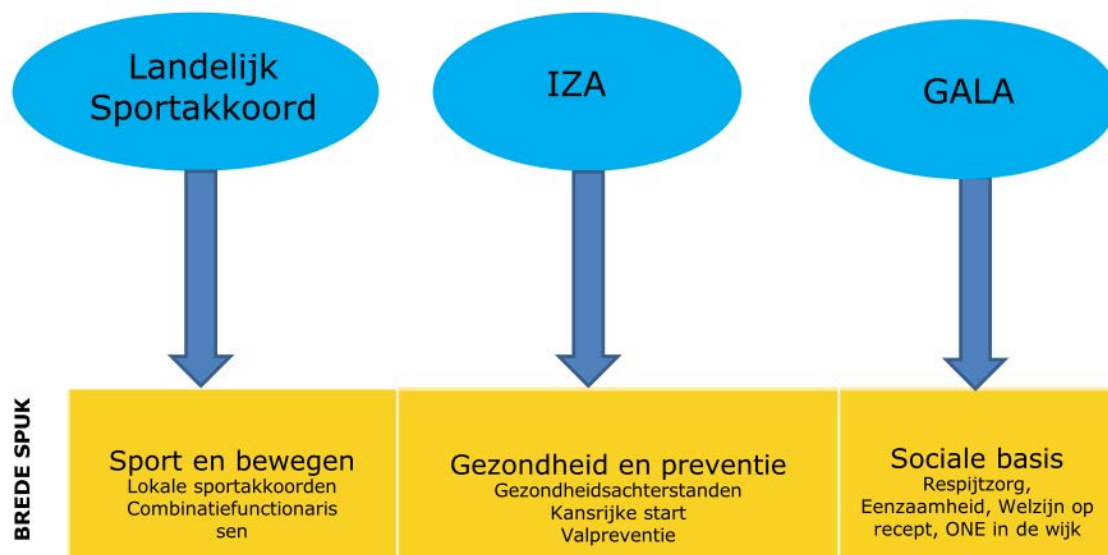 Landelijk
Sportakkoord
IZA
GALA
BREDE SPUK
Sport en bewegen
Lokale sportakkoorden
Combinatiefunctionaris
sen
Gezondheid en preventie
Gezondheidsachterstanden
Kansrijke start
Valpreventie
Sociale basis
Respijtzorg,
Eenzaamheid, Welzijn op
recept, ONE in de wijk